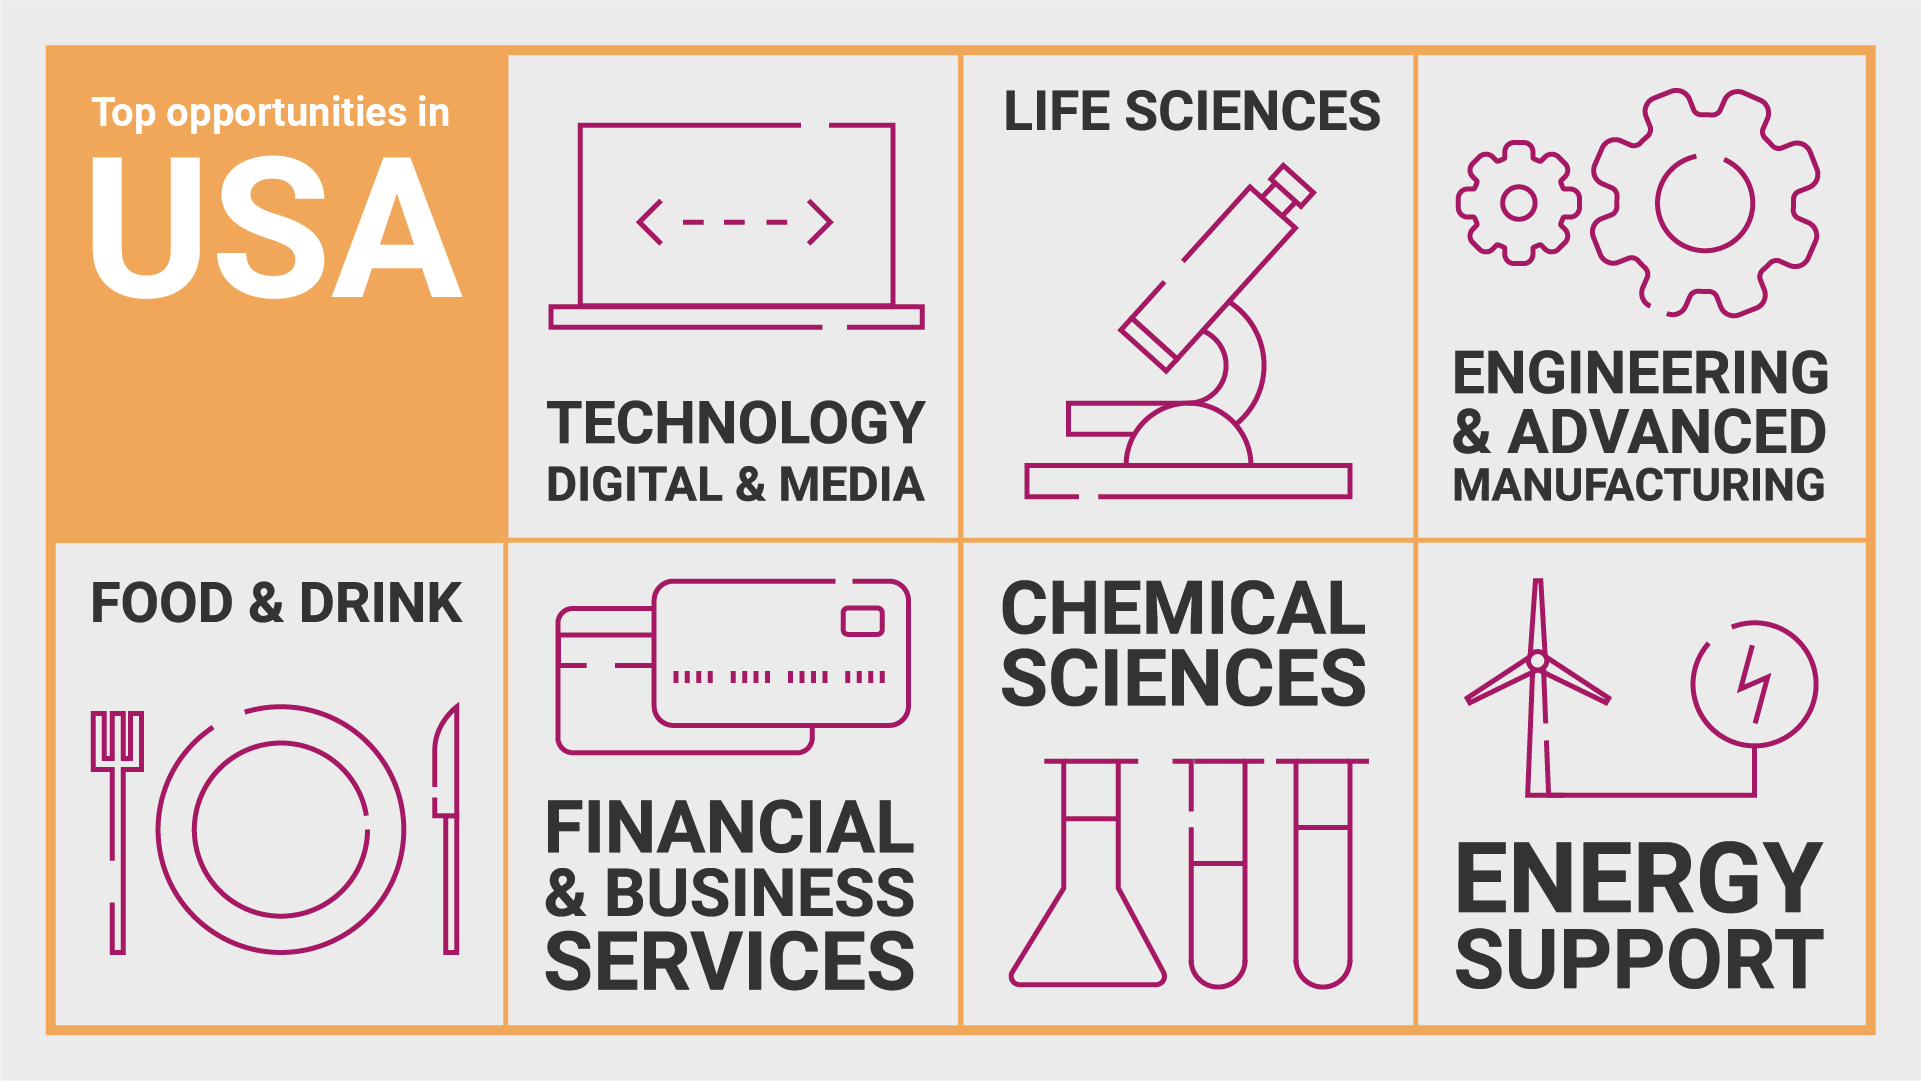 Top opportunities in
USA
TECHNOLOGY
DIGITAL & MEDIA
LIFE SCIENCES
ENGINEERING
& ADVANCED
MANUFACTURING
FOOD & DRINK
FINANCIAL
& BUSINESS
SERVICES
CHEMICAL
SCIENCES
ENERGY
SUPPORT